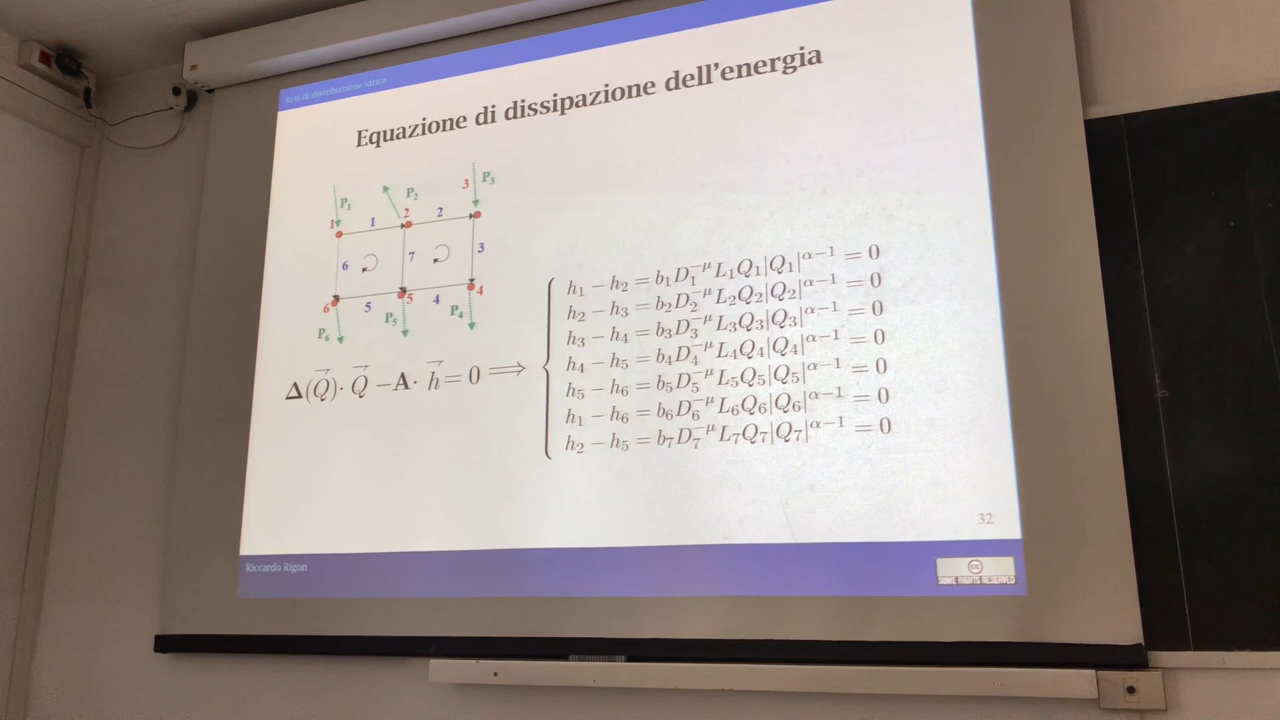 Reti di distribuzione idrica
Equazione di dissipazione dell'energia
P₁
P₂
3 P₃
1 1 2 2
6 7 3
6 5 5 4 4
P₆ P₅ P₄
Δ(Q⃗)· Q⃗ − A· h⃗ = 0 ⟹
h₁ − h₂ = b₁D₁^−μ L₁Q₁|Q₁|^α−1 = 0
h₂ − h₃ = b₂D₂^−μ L₂Q₂|Q₂|^α−1 = 0
h₃ − h₄ = b₃D₃^−μ L₃Q₃|Q₃|^α−1 = 0
h₄ − h₅ = b₄D₄^−μ L₄Q₄|Q₄|^α−1 = 0
h₅ − h₆ = b₅D₅^−μ L₅Q₅|Q₅|^α−1 = 0
h₁ − h₆ = b₆D₆^−μ L₆Q₆|Q₆|^α−1 = 0
h₂ − h₅ = b₇D₇^−μ L₇Q₇|Q₇|^α−1 = 0
32
Riccardo Rigon
cc
SOME RIGHTS RESERVED